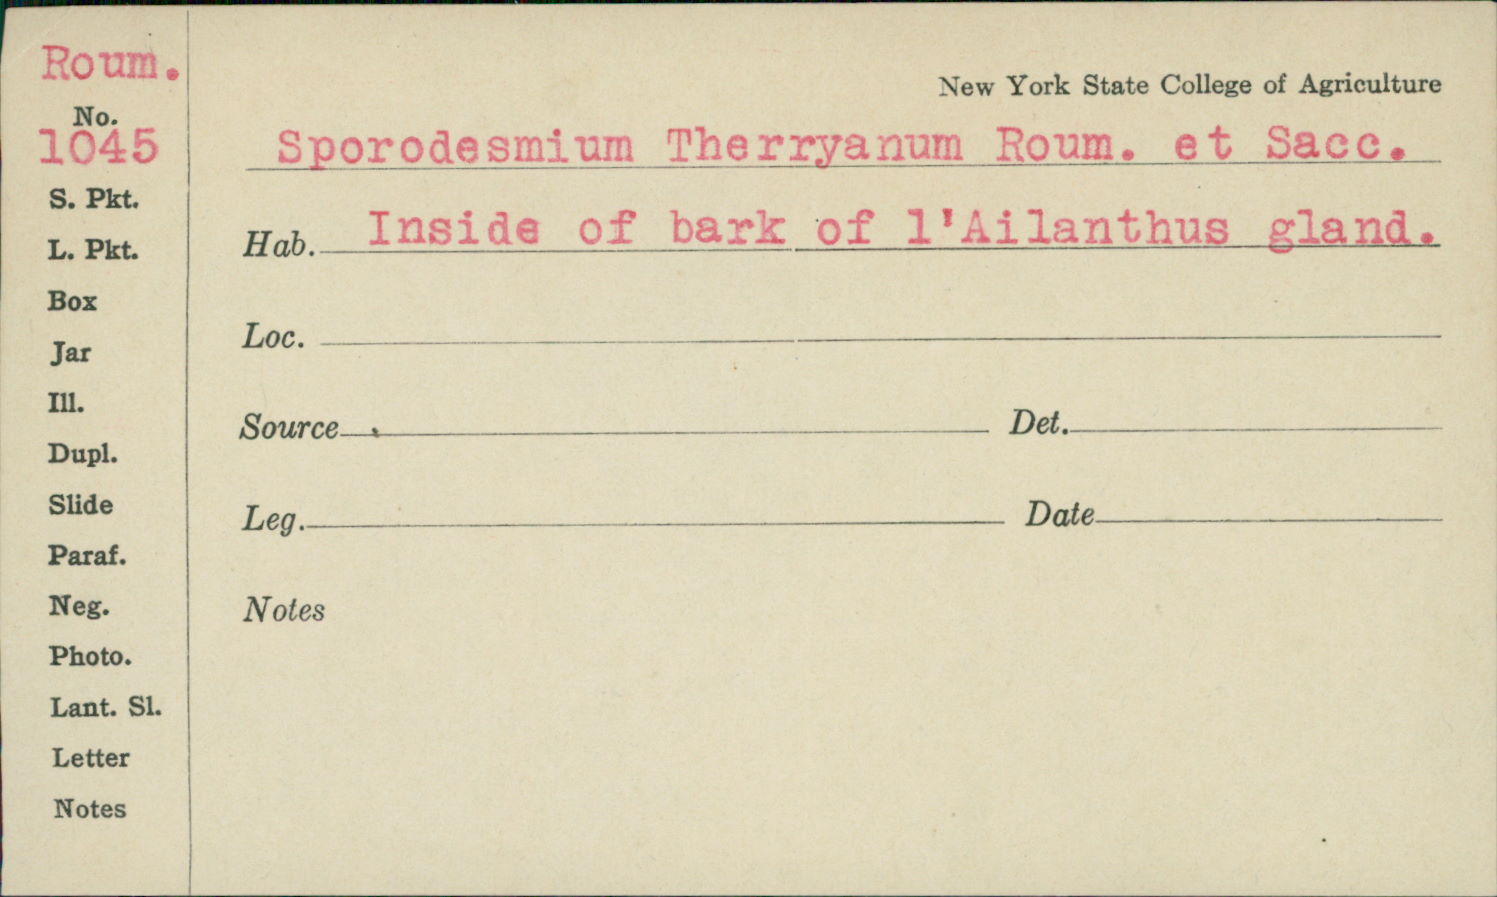 Roum.
No.
1045
S. Pkt.
L. Pkt.
Box
Jar
Ill.
Dupl.
Slide
Paraf.
Neg.
Photo.
Lant. Sl.
Letter
Notes
New York State College of Agriculture
Sporodesmium Therryanum Roum. et Sacc.
Hab. Inside of bark of l'Ailanthus gland.
Loc.
Source Det.
Leg. Date
Notes